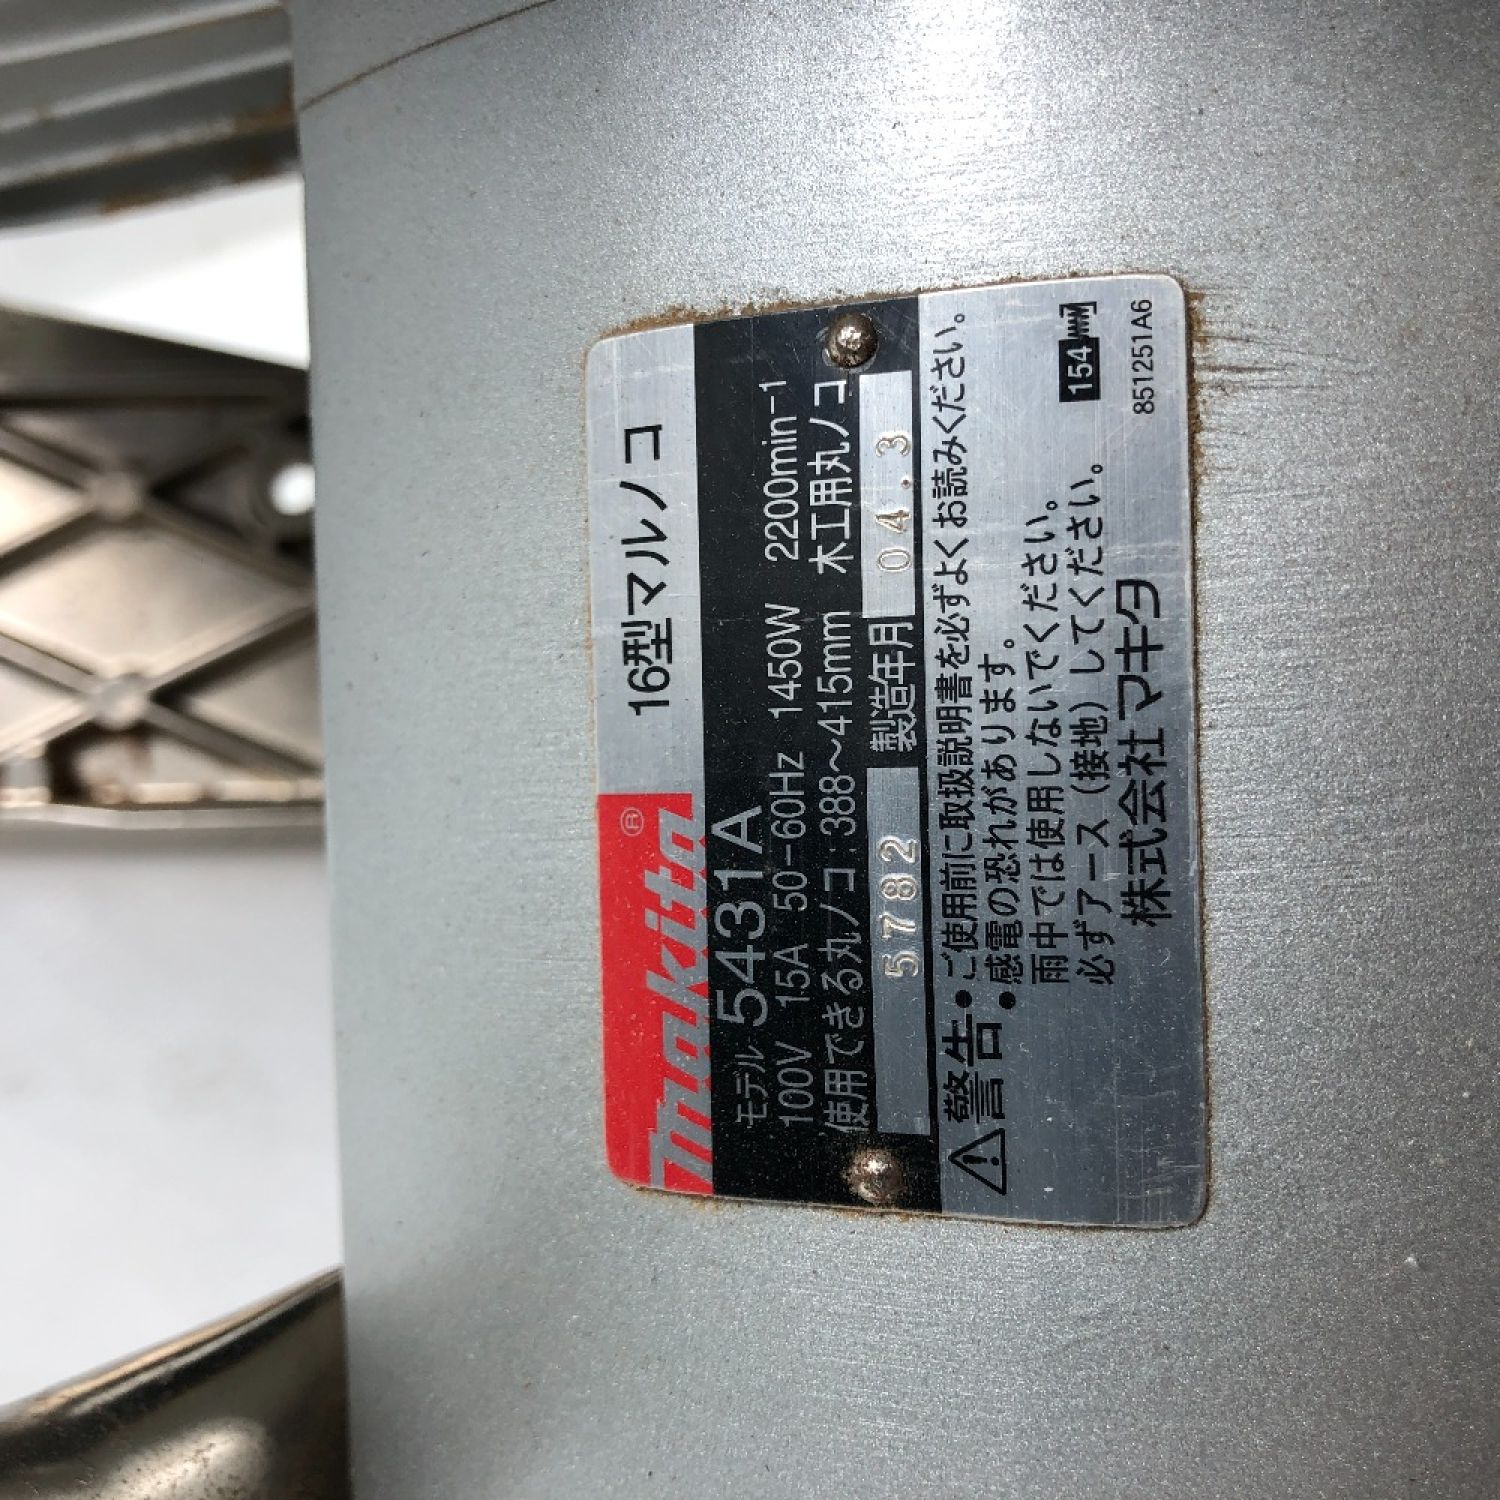 makita®
16型マルノコ
モデル 5431A
100V 15A 50-60Hz 1450W 2200min-1
使用できる丸ノコ:388～415mm 木工用丸ノコ
5782 製造年月 04.3
警告
• ご使用前に取扱説明書を必ずよくお読みください。
• 感電の恐れがあります。
雨中では使用しないでください。
必ずアース(接地)してください。
株式会社マキタ
154
851251A6